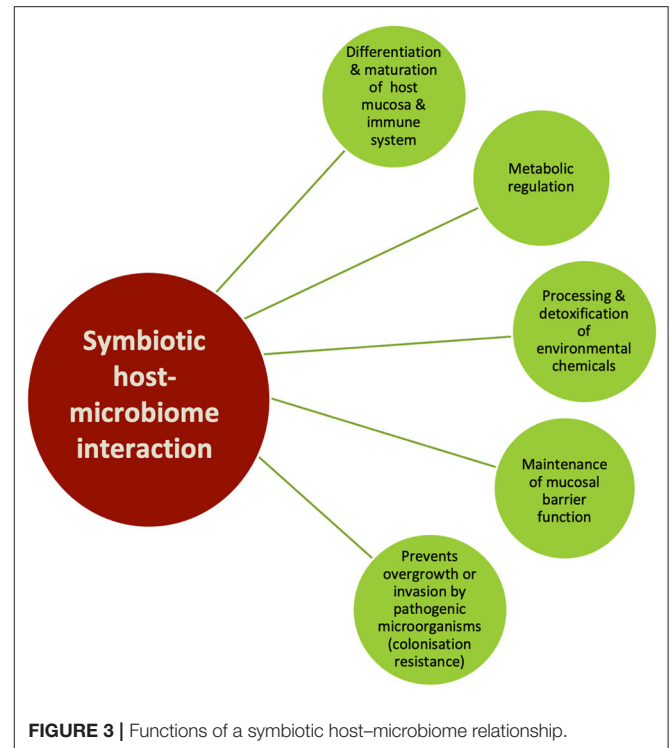 Differentiation
& maturation
of host
mucosa &
immune
system
Metabolic
regulation
Processing &
detoxification
of
environmental
chemicals
Symbiotic
host-
microbiome
interaction
Maintenance
of mucosal
barrier
function
Prevents
overgrowth or
invasion by
pathogenic
microorganisms
(colonisation
resistance)
FIGURE 3 | Functions of a symbiotic host–microbiome relationship.